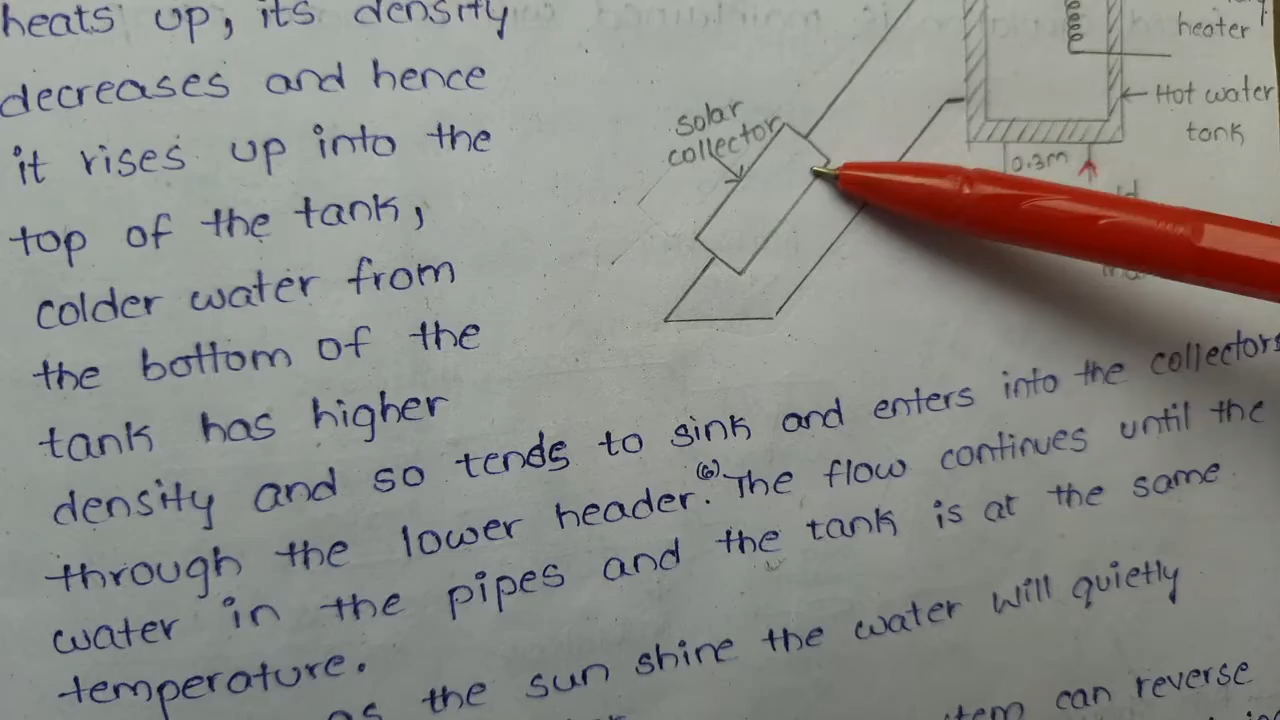 heats up, its density
decreases and hence
it rises up into the
top of the tank,
colder water from
the bottom of the
tank has higher
density and so tends to sink and enters into the collectors
through the lower header. (6) The flow continues until the
water in the pipes and the tank is at the same
temperature.
as the sun shine the water will quietly
can reverse
solar
collector
heater
Hot water
tank
0.3m